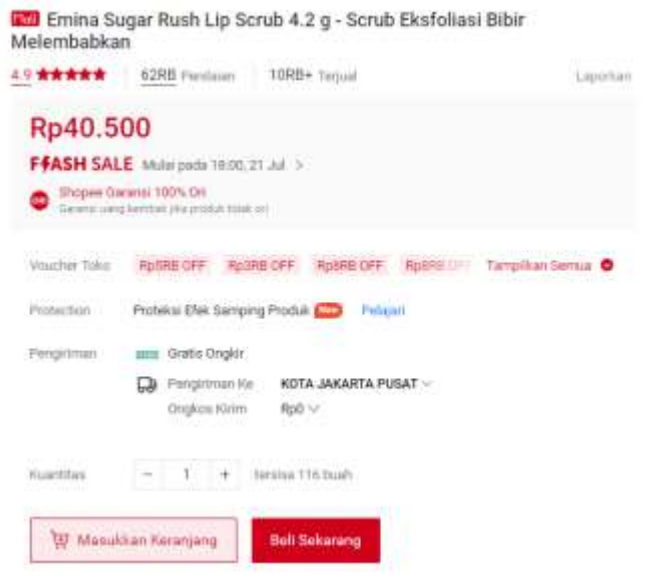 Mall Emina Sugar Rush Lip Scrub 4.2 g - Scrub Eksfoliasi Bibir
Melembabkan
4.9 ★★★★★ 62RB Penilaian 10RB+ Terjual Laporkan
Rp40.500
FLASH SALE Mulai pada 18:00, 21 Jul >
Shopee Garansi 100% Ori
Garansi uang kembali jika produk tidak ori
Voucher Toko Rp5RB OFF Rp3RB OFF Rp8RB OFF OFF Tampilkan Semua
Protection Proteksi Efek Samping Produk New Pelajari
Pengiriman Gratis Ongkir
Pengiriman Ke KOTA JAKARTA PUSAT
Ongkos Kirim Rp0
Kuantitas - 1 + tersisa 116 buah
Masukkan Keranjang Beli Sekarang